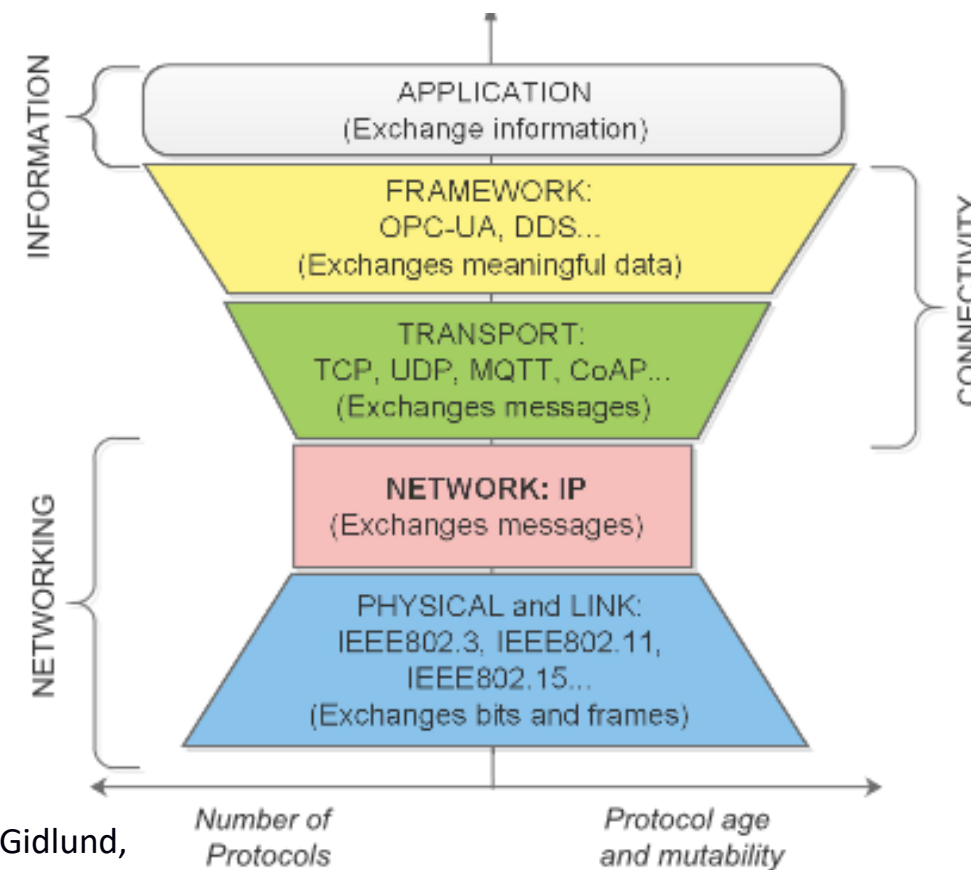 INFORMATION
APPLICATION
(Exchange information)
FRAMEWORK:
OPC-UA, DDS...
(Exchanges meaningful data)
CONNECTIVITY
TRANSPORT:
TCP, UDP, MQTT, CoAP...
(Exchanges messages)
NETWORKING
NETWORK: IP
(Exchanges messages)
PHYSICAL and LINK:
IEEE802.3, IEEE802.11,
IEEE802.15...
(Exchanges bits and frames)
Number of
Protocols
Protocol age
and mutability
Gidlund,